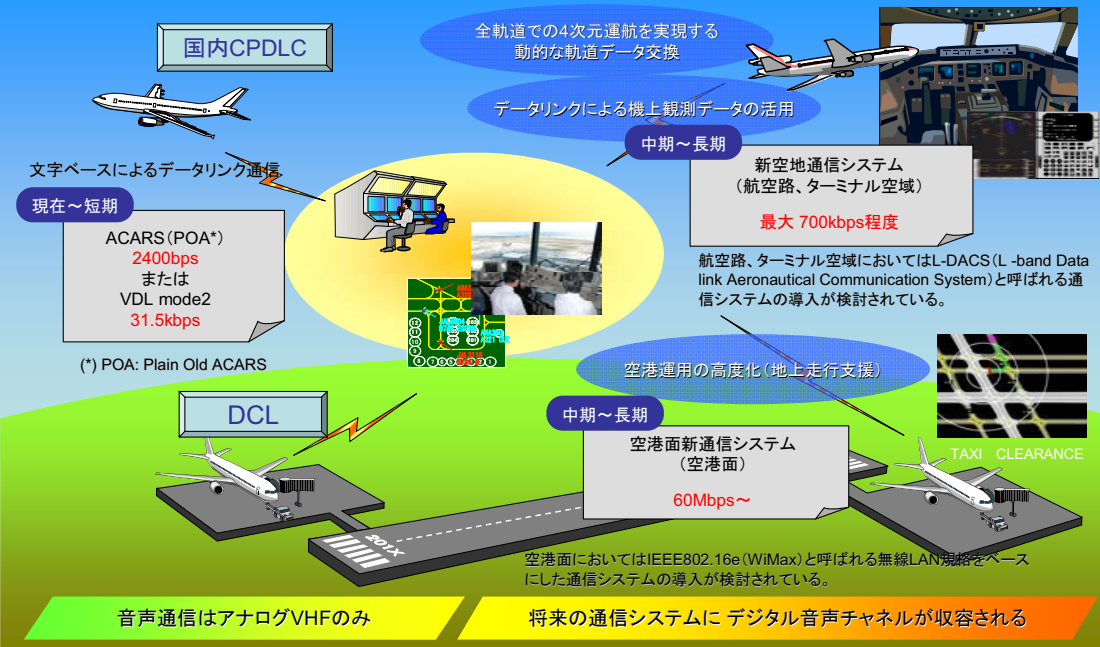 国内CPDLC
全軌道での4次元運航を実現する
動的な軌道データ交換
データリンクによる機上観測データの活用
文字ベースによるデータリンク通信
現在～短期
ACARS(POA*)
2400bps
または
VDL mode2
31.5kbps
(*) POA: Plain Old ACARS
中期～長期
新空地通信システム
(航空路、ターミナル空域)
最大 700kbps程度
航空路、ターミナル空域においてはL-DACS(L -band Data
link Aeronautical Communication System)と呼ばれる通
信システムの導入が検討されている。
空港運用の高度化(地上走行支援)
TAXI CLEARANCE
DCL
中期～長期
空港面新通信システム
(空港面)
60Mbps～
201X
空港面においてはIEEE802.16e(WiMax)と呼ばれる無線LAN規格をベース
にした通信システムの導入が検討されている。
音声通信はアナログVHFのみ
将来の通信システムに デジタル音声チャネルが収容される